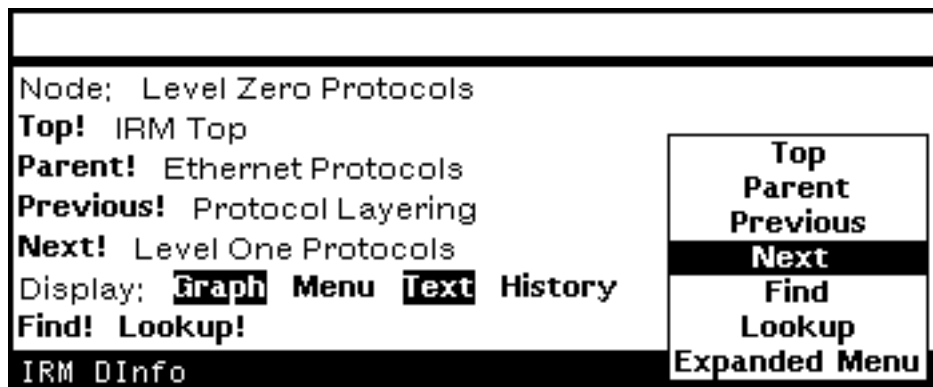 Node: Level Zero Protocols
Top! IRM Top
Parent! Ethernet Protocols
Previous! Protocol Layering
Next! Level One Protocols
Display: Graph Menu Text History
Find! Lookup!
IRM DInfo
Top
Parent
Previous
Next
Find
Lookup
Expanded Menu